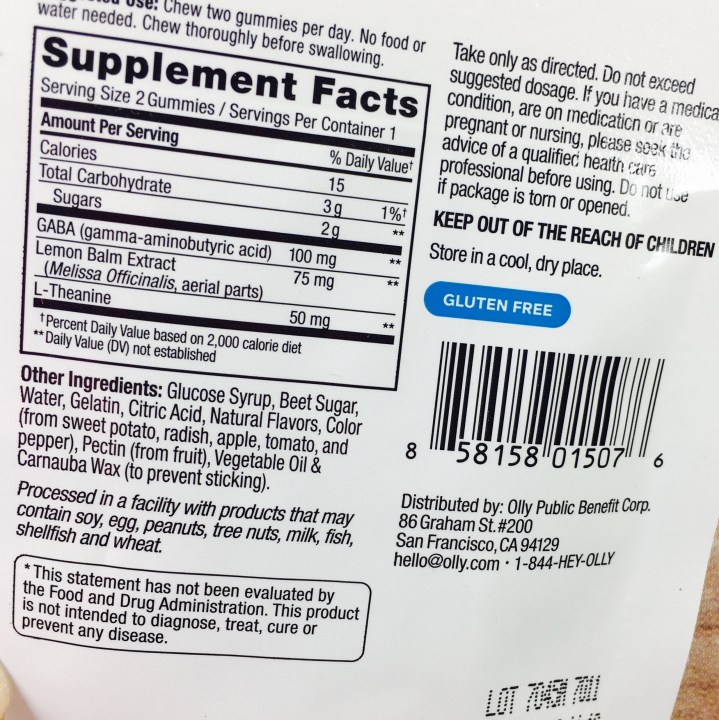 Use: Chew two gummies per day. No food or
water needed. Chew thoroughly before swallowing.
Supplement Facts
Serving Size 2 Gummies / Servings Per Container 1
Amount Per Serving
% Daily Value†
Calories 15
Total Carbohydrate 3 g 1%†
Sugars 2 g **
GABA (gamma-aminobutyric acid) 100 mg **
Lemon Balm Extract 75 mg **
(Melissa Officinalis, aerial parts)
L-Theanine 50 mg **
†Percent Daily Value based on 2,000 calorie diet
**Daily Value (DV) not established
Other Ingredients: Glucose Syrup, Beet Sugar,
Water, Gelatin, Citric Acid, Natural Flavors, Color
(from sweet potato, radish, apple, tomato, and
pepper), Pectin (from fruit), Vegetable Oil &
Carnauba Wax (to prevent sticking).
Processed in a facility with products that may
contain soy, egg, peanuts, tree nuts, milk, fish,
shellfish and wheat.
*This statement has not been evaluated by
the Food and Drug Administration. This product
is not intended to diagnose, treat, cure or
prevent any disease.
Take only as directed. Do not exceed
suggested dosage. If you have a medica
condition, are on medication or are
pregnant or nursing, please seek the
advice of a qualified health care
professional before using. Do not use
if package is torn or opened.
KEEP OUT OF THE REACH OF CHILDREN
Store in a cool, dry place.
GLUTEN FREE
8 58158 01507 6
Distributed by: Olly Public Benefit Corp.
86 Graham St. #200
San Francisco, CA 94129
hello@olly.com · 1-844-HEY-OLLY
LOT